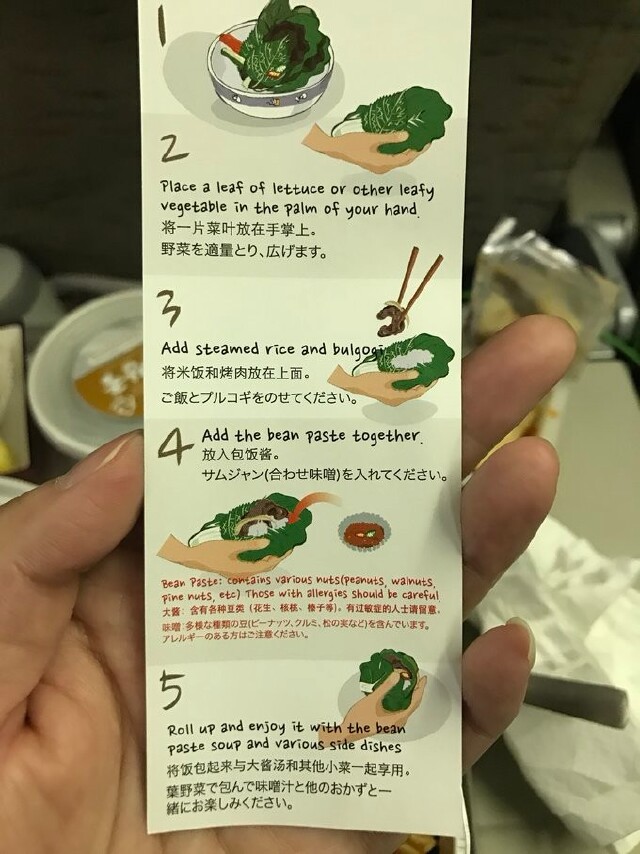 1
2
Place a leaf of lettuce or other leafy
vegetable in the palm of your hand.
将一片菜叶放在手掌上。
野菜を適量とり、広げます。
3
Add steamed rice and bulgogi
将米饭和烤肉放在上面。
ご飯とプルコギをのせてください。
4
Add the bean paste together.
放入包饭酱。
サムジャン(合わせ味噌)を入れてください。
Bean Paste: contains various nuts(peanuts, walnuts,
pine nuts, etc) Those with allergies should be careful
大酱: 含有各种豆类 (花生、核桃、榛子等)。有过敏症的人士请留意。
味噌:多様な種類の豆(ピーナッツ、クルミ、松の実など)を含んでいます。
アレルギーのある方はご注意ください。
5
Roll up and enjoy it with the bean
paste soup and various side dishes
将饭包起来与大酱汤和其他小菜一起享用。
葉野菜で包んで味噌汁と他のおかずと一
緒にお楽しみください。